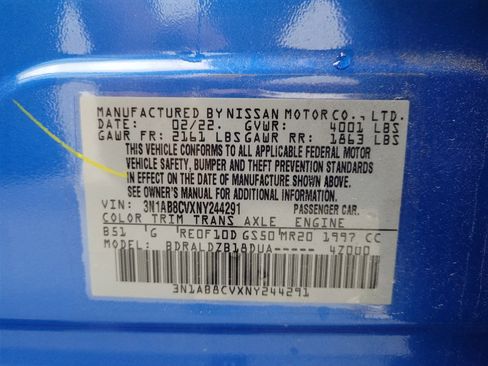 MANUFACTURED BY NISSAN MOTOR CO., LTD.
DATE: 02/22. GVWR: 4001 LBS
GAWR FR: 2161 LBS GAWR RR: 1863 LBS
THIS VEHICLE CONFORMS TO ALL APPLICABLE FEDERAL MOTOR
VEHICLE SAFETY, BUMPER AND THEFT PREVENTION STANDARDS
IN EFFECT ON THE DATE OF MANUFACTURE SHOWN ABOVE.
SEE OWNER'S MANUAL FOR ADDITIONAL INFORMATION.
VIN: 3N1AB8CVXNY244291 PASSENGER CAR.
COLOR TRIM TRANS AXLE ENGINE
B51 G RE0F10D GS50 MR20 1997 CC
MODEL: BDRALDZB18DUA----- 4Z000
3N1AB8CVXNY244291